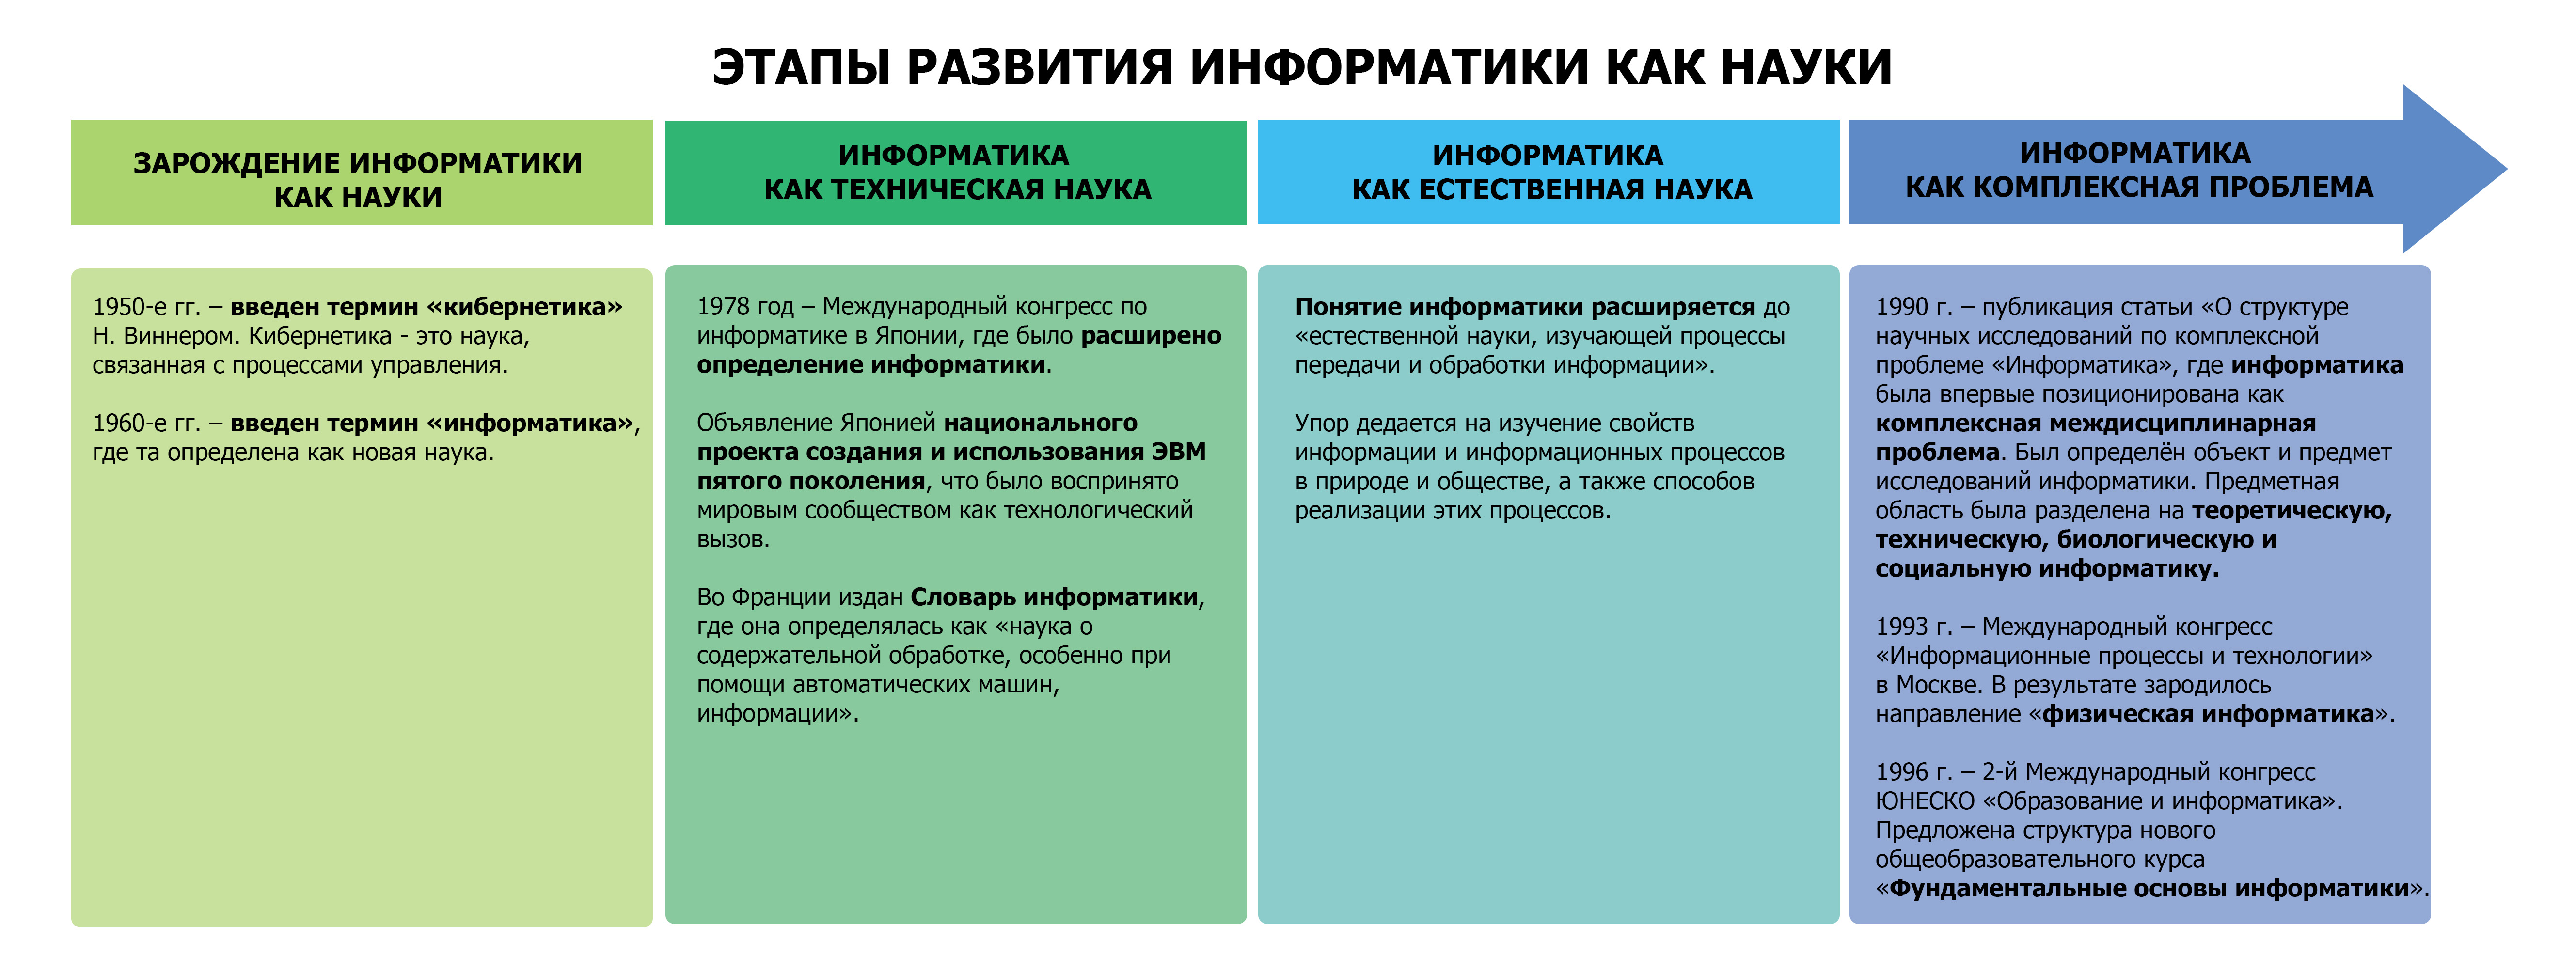 ЭТАПЫ РАЗВИТИЯ ИНФОРМАТИКИ КАК НАУКИ
ЗАРОЖДЕНИЕ ИНФОРМАТИКИ
КАК НАУКИ
1950-е гг. – введен термин «кибернетика»
Н. Виннером. Кибернетика - это наука,
связанная с процессами управления.
1960-е гг. – введен термин «информатика»,
где та определена как новая наука.
ИНФОРМАТИКА
КАК ТЕХНИЧЕСКАЯ НАУКА
1978 год – Международный конгресс по
информатике в Японии, где было расширено
определение информатики.
Объявление Японией национального
проекта создания и использования ЭВМ
пятого поколения, что было воспринято
мировым сообществом как технологический
вызов.
Во Франции издан Словарь информатики,
где она определялась как «наука о
содержательной обработке, особенно при
помощи автоматических машин,
информации».
ИНФОРМАТИКА
КАК ЕСТЕСТВЕННАЯ НАУКА
Понятие информатики расширяется до
«естественной науки, изучающей процессы
передачи и обработки информации».
Упор дедается на изучение свойств
информации и информационных процессов
в природе и обществе, а также способов
реализации этих процессов.
ИНФОРМАТИКА
КАК КОМПЛЕКСНАЯ ПРОБЛЕМА
1990 г. – публикация статьи «О структуре
научных исследований по комплексной
проблеме «Информатика», где информатика
была впервые позиционирована как
комплексная междисциплинарная
проблема. Был определён объект и предмет
исследований информатики. Предметная
область была разделена на теоретическую,
техническую, биологическую и
социальную информатику.
1993 г. – Международный конгресс
«Информационные процессы и технологии»
в Москве. В результате зародилось
направление «физическая информатика».
1996 г. – 2-й Международный конгресс
ЮНЕСКО «Образование и информатика».
Предложена структура нового
общеобразовательного курса
«Фундаментальные основы информатики».